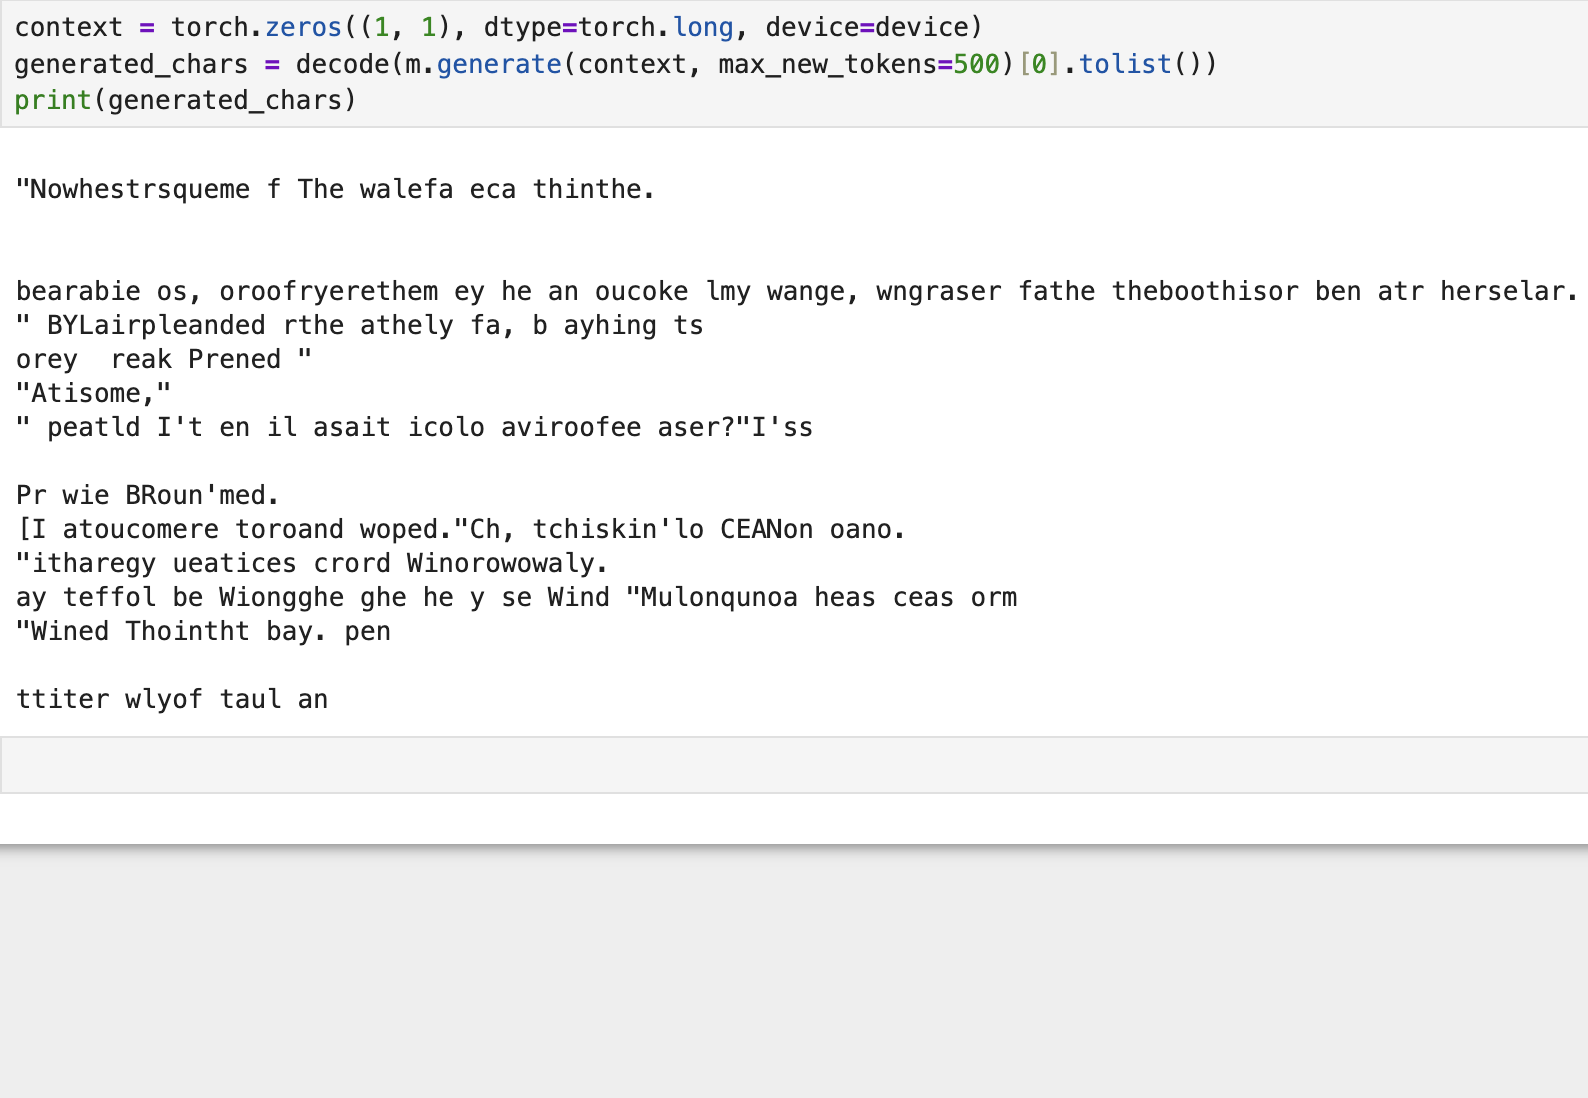 context = torch.zeros((1, 1), dtype=torch.long, device=device)
generated_chars = decode(m.generate(context, max_new_tokens=500)[0].tolist())
print(generated_chars)
"Nowhestrsqueme f The walefa eca thinthe.
bearabie os, oroofryerethem ey he an oucoke lmy wange, wngraser fathe theboothisor ben atr herselar.
" BYLairpleanded rthe athely fa, b ayhing ts
orey  reak Prened "
"Atisome,"
" peatld I't en il asait icolo aviroofee aser?"I'ss
Pr wie BRoun'med.
[I atoucomere toroand woped."Ch, tchiskin'lo CEANon oano.
"itharegy ueatices crord Winorowowaly.
ay teffol be Wiongghe ghe he y se Wind "Mulonqunoa heas ceas orm
"Wined Thointht bay. pen
ttiter wlyof taul an